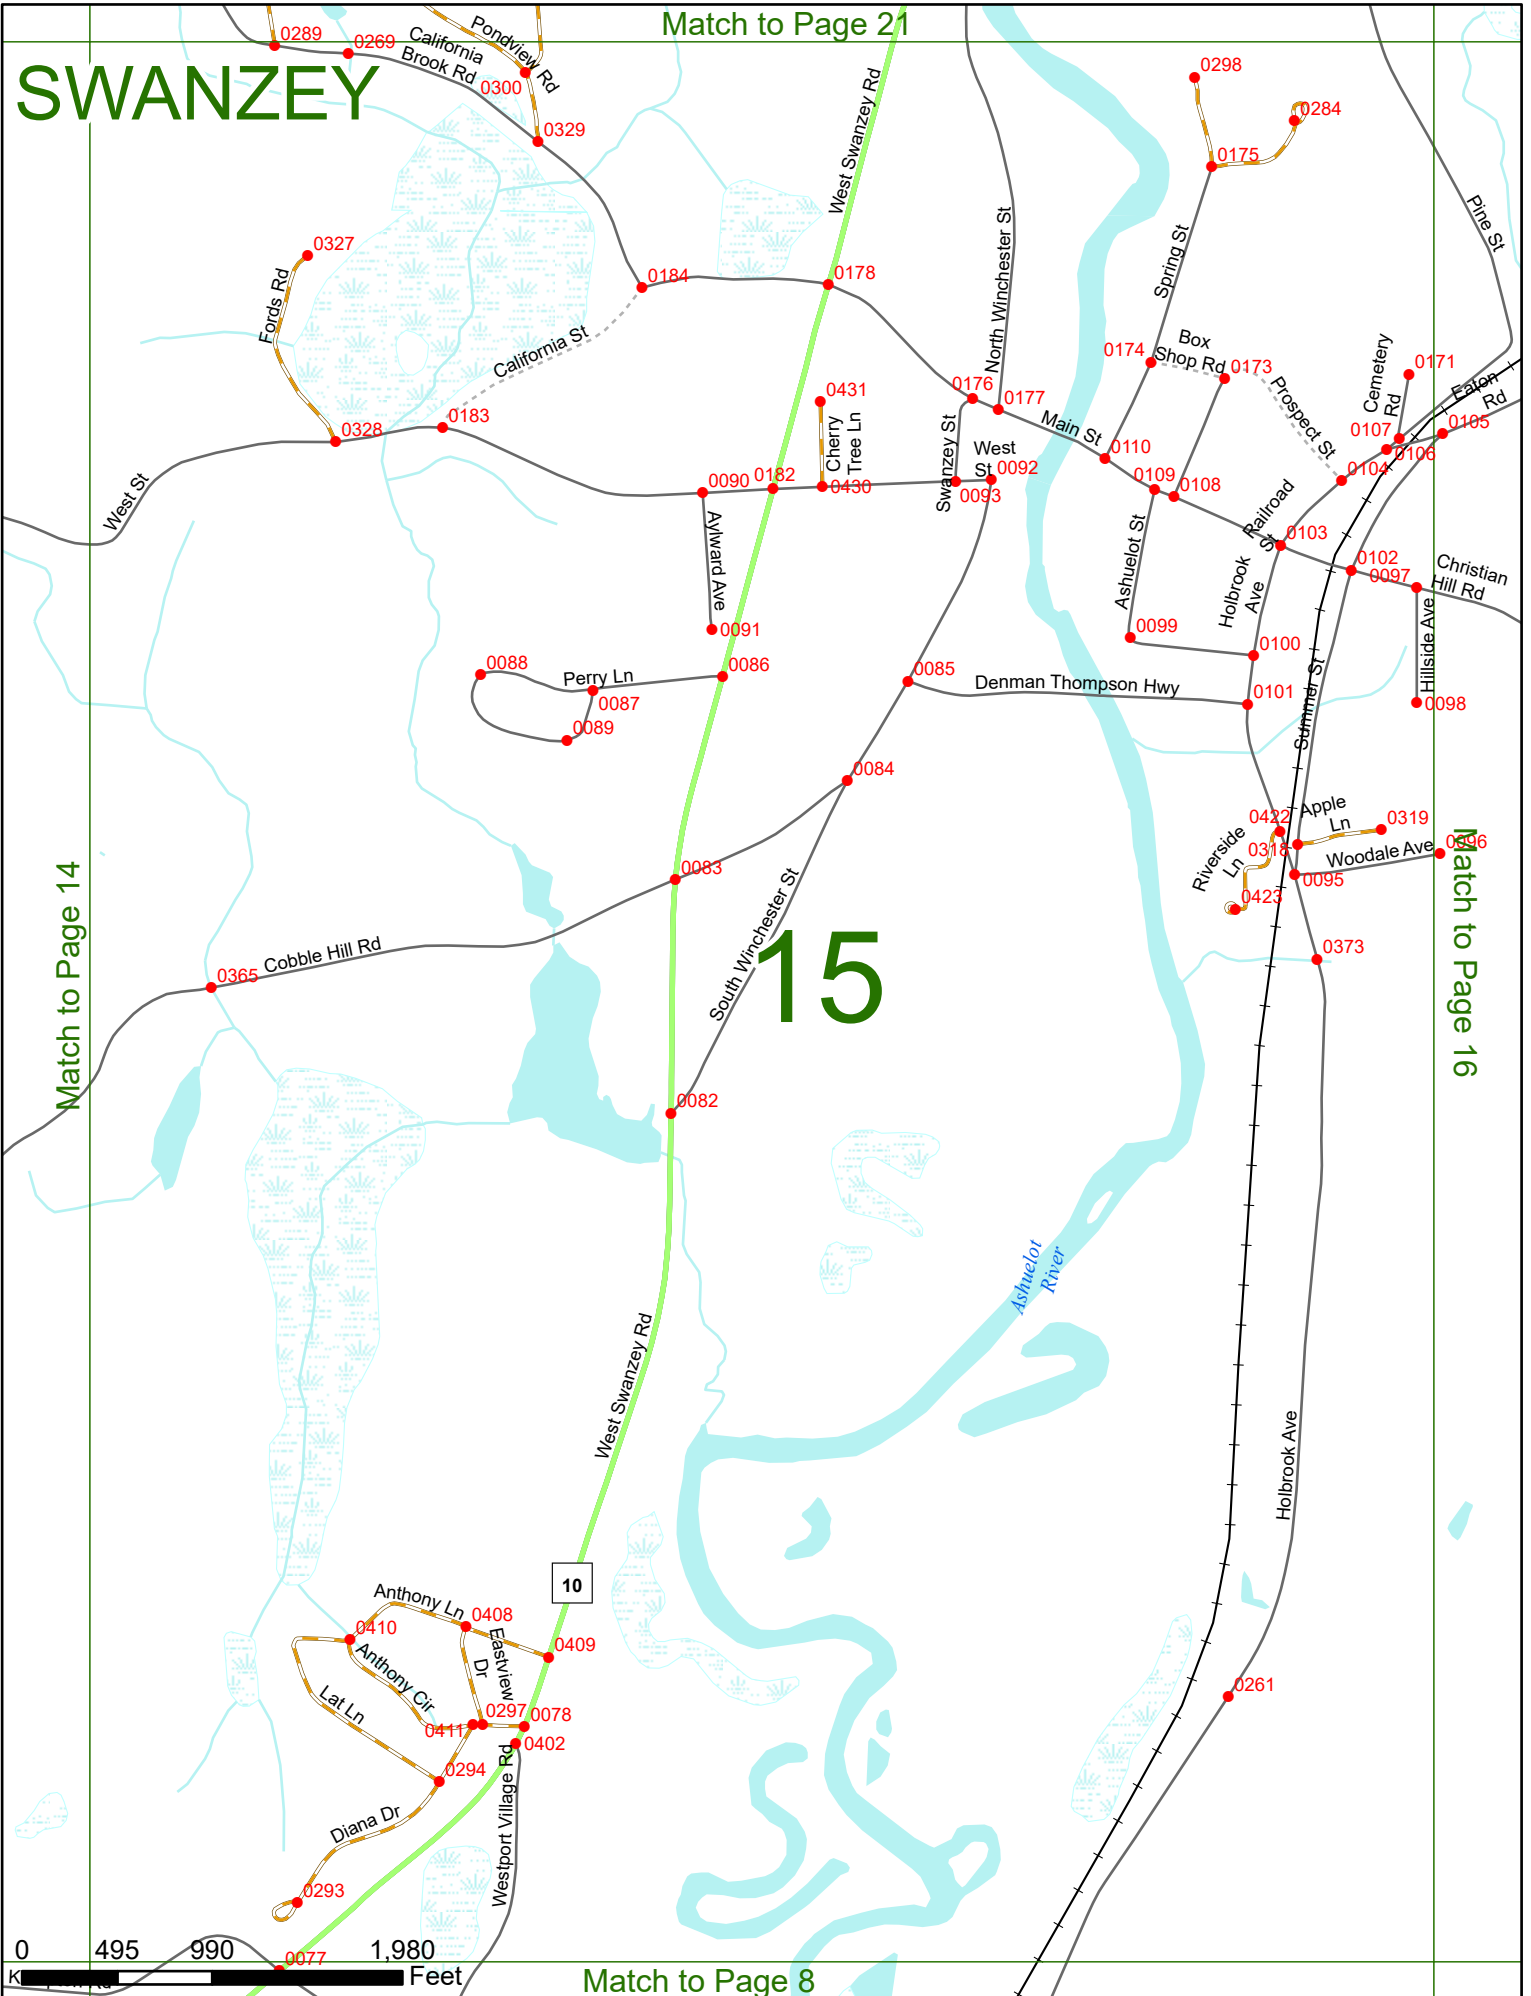 Match to Page 21
SWANZEY
0289
0269
California
Brook Rd
Pondview Rd
0300
0329
West Swanzey Rd
0298
0284
0175
Pine St
North Winchester St
Spring St
0327
Fords Rd
0184
0178
California St
0174
Box
Shop Rd
0173
Prospect St
Cemetery
Rd
0171
Eaton
Rd
0176
0177
0431
Cherry
Tree Ln
0183
0328
Main St
0110
0107
0105
0106
0104
Swanzey St
West
St
0092
0093
0090
0182
0430
0109
0108
West St
Railroad
St
0103
0102
0097
Christian
Hill Rd
Aylward Ave
Ashuelot St
Holbrook
Ave
Hillside Ave
0091
0099
0100
0088
Perry Ln
0087
0086
0085
Denman Thompson Hwy
0101
0098
0089
Summer St
0084
0422
Apple
Ln
0319
0318
Riverside
Ln
Woodale Ave
0096
0083
0095
0423
South Winchester St
15
Match to Page 14
Match to Page 16
Cobble Hill Rd
0365
0373
0082
Ashuelot
River
West Swanzey Rd
Holbrook Ave
10
Anthony Ln
0408
0410
0409
Eastview
Dr
Anthony Cir
Lat Ln
0411
0297
0078
0402
0261
0294
Westport Village Rd
Diana Dr
0293
0077
0
495
990
1,980
Feet
Match to Page 8